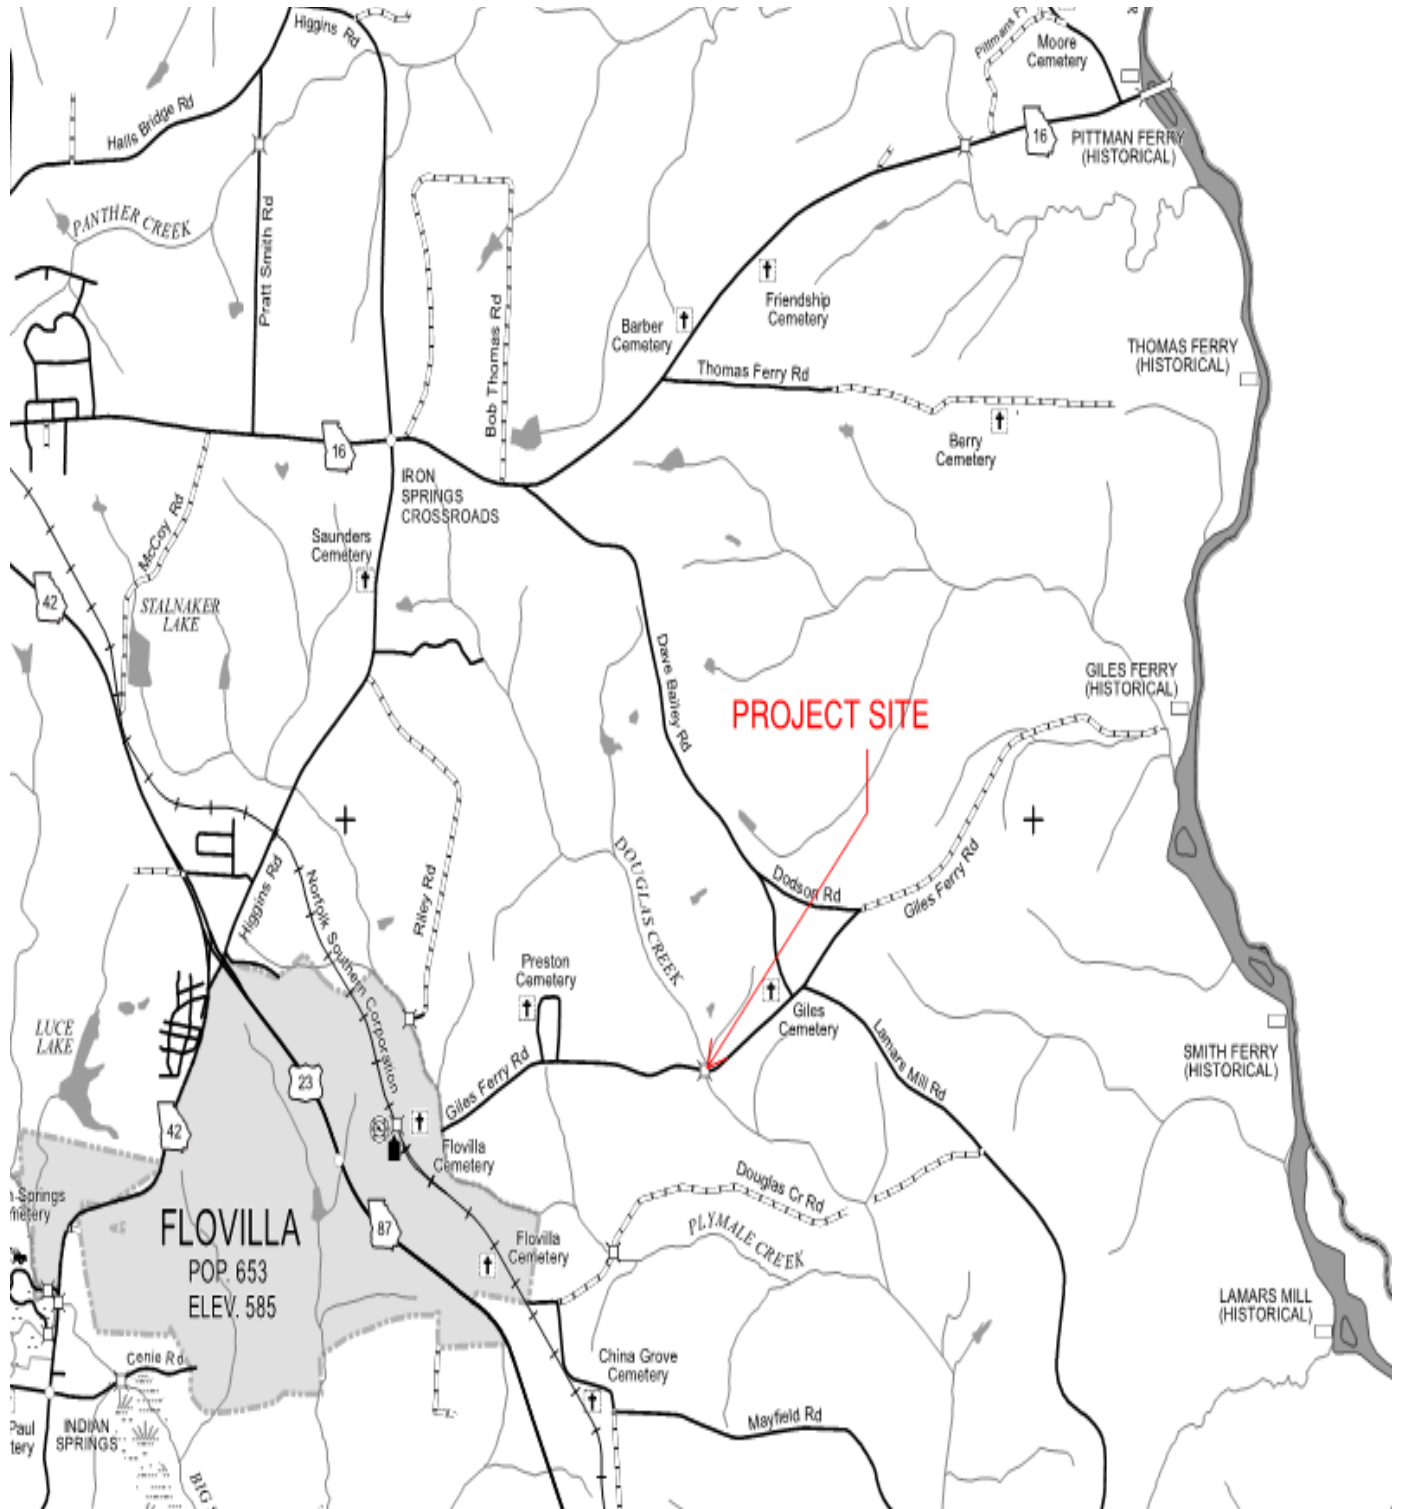 Higgins Rd
Pittmans
Moore
Cemetery
Halls Bridge Rd
16
PITTMAN FERRY
(HISTORICAL)
PANTHER CREEK
Pratt Smith Rd
Bob Thomas Rd
Friendship
Cemetery
Barber
Cemetery
THOMAS FERRY
(HISTORICAL)
Thomas Ferry Rd
16
Berry
Cemetery
IRON
SPRINGS
CROSSROADS
McCoy Rd
Saunders
Cemetery
42
STALNAKER
LAKE
Dave Bailey Rd
GILES FERRY
(HISTORICAL)
PROJECT SITE
DOUGLAS CREEK
Dodson Rd
Giles Ferry Rd
Higgins Rd
Norfolk Southern Corporation
Riley Rd
Preston
Cemetery
Giles
Cemetery
LUCE
LAKE
Lamars Mill Rd
SMITH FERRY
(HISTORICAL)
23
Giles Ferry Rd
42
Flovilla
Cemetery
Douglas Cr Rd
Springs
87
FLOVILLA
POP. 653
ELEV. 585
PLYMALE CREEK
Flovilla
Cemetery
LAMARS MILL
(HISTORICAL)
Cenie Rd
China Grove
Cemetery
Mayfield Rd
Paul
INDIAN
SPRINGS
BIG